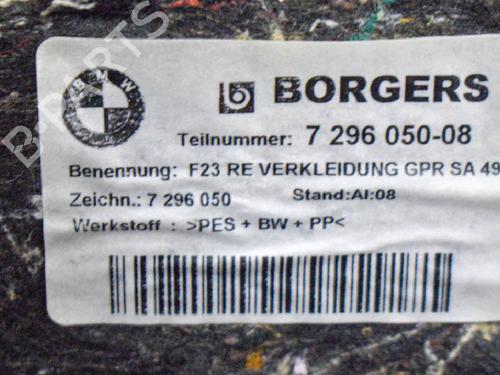 B-PARTS
BMW
BORGERS
Teilnummer: 7 296 050-08
Benennung: F23 RE VERKLEIDUNG GPR SA 49
Zeichn.: 7 296 050 Stand:AI:08
Werkstoff : >PES + BW + PP<